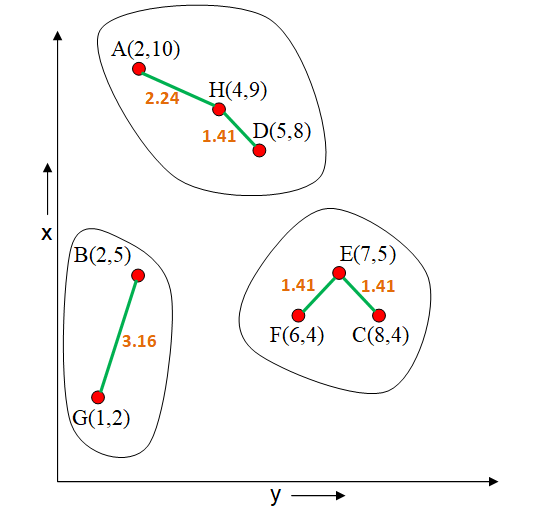 A(2,10)
2.24
H(4,9)
1.41
D(5,8)
x
B(2,5)
3.16
G(1,2)
E(7,5)
1.41
1.41
F(6,4)
C(8,4)
y